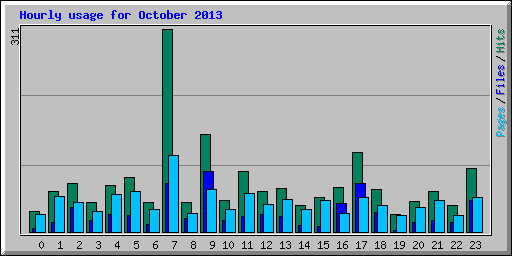 Hourly usage for October 2013
311
Pages / Files / Hits
0 1 2 3 4 5 6 7 8 9 10 11 12 13 14 15 16 17 18 19 20 21 22 23